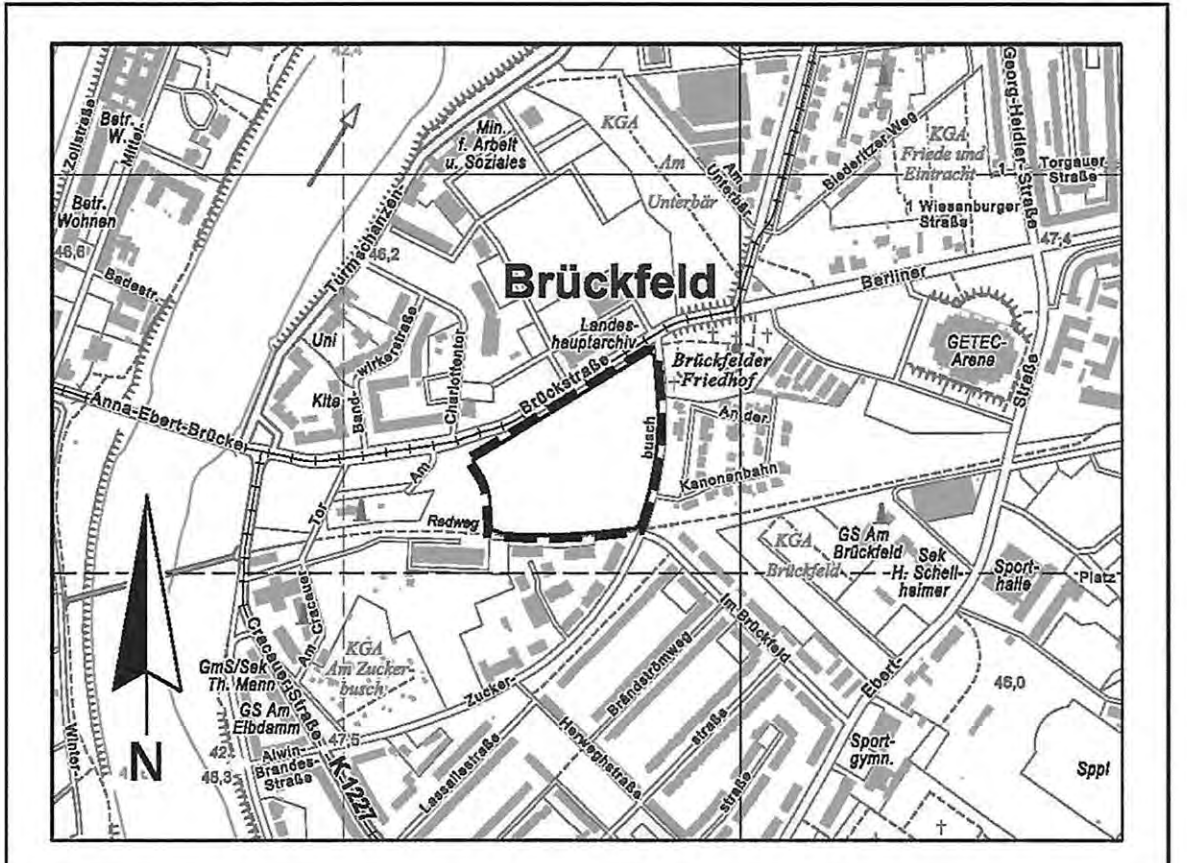 42,4
Zollstraße
Betr.
W.
Mittel-
Betr.
Wohnen
46,6
Badestr.
Turmschanzen-
46,2
Min.
f. Arbeit
u. Soziales
KGA
Am
Unterbär
Am
Unterbär
Biederitzer Weg
KGA
Friede und
Eintracht
Georg-Heidler-Straße
1
Torgauer
Straße
1 Wiesenburger
Straße
47,4
Berliner
Brückfeld
Landes-
hauptarchiv
Uni
Kita
Band-
wirkerstraße
Charlottentor
Brückstraße
Brückfelder
Friedhof
GETEC-
Arena
Straße
Anna-Ebert-Brücke
Am
Tor
Radweg
busch
An der
Kanonenbahn
KGA
Brückfeld
GS Am
Brückfeld
Sek
H. Schell-
heimer
Sport-
halle
Platz
Cracauer
Am
Cracauer Straße
K 1227
GmS/Sek
Th. Mann
GS Am
Elbdamm
KGA
Am Zucker-
busch
Zucker-
Im Brückfeld
Brandströmweg
straße
Herweghstraße
Lassallestraße
straße
Ebert-
46,0
Sport-
gymn.
Sppl
47,5
42
46,3
Alwin-
Brandes-
Straße
Winter-
N